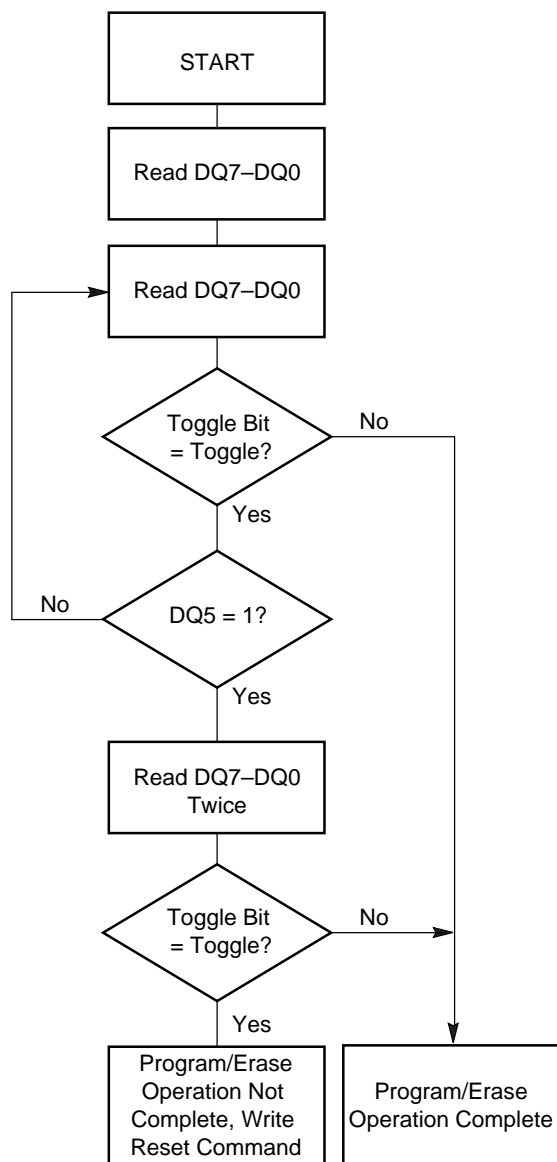 START
Read DQ7–DQ0
Read DQ7–DQ0
Toggle Bit
= Toggle?
No
Yes
No
DQ5 = 1?
Yes
Read DQ7–DQ0
Twice
Toggle Bit
= Toggle?
No
Yes
Program/Erase
Operation Not
Complete, Write
Reset Command
Program/Erase
Operation Complete